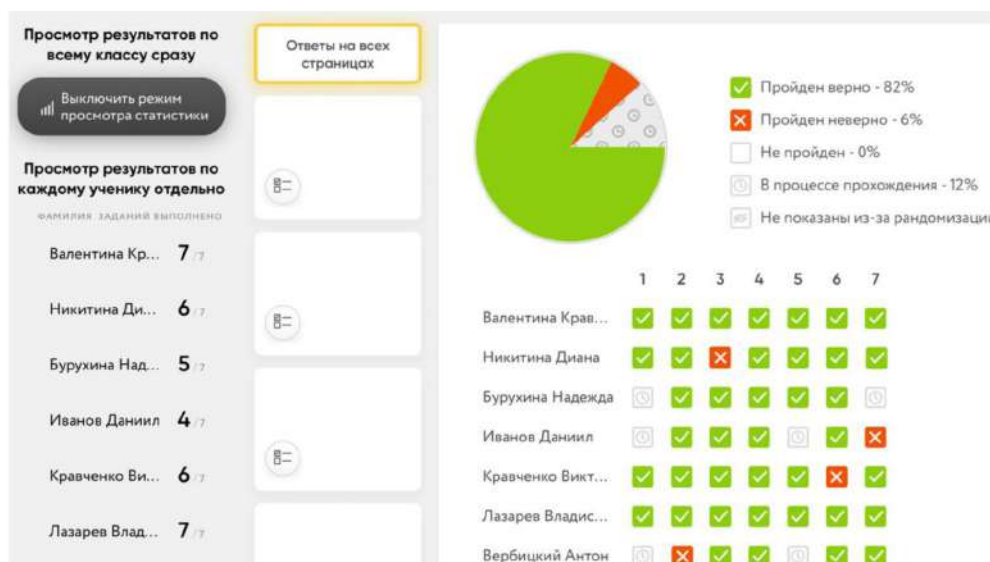 Просмотр результатов по
всему классу сразу
Выключить режим
просмотра статистики
Просмотр результатов по
каждому ученику отдельно
ФАМИЛИЯ ЗАДАНИЙ ВЫПОЛНЕНО
Валентина Кр... 7 /7
Никитина Ди... 6 /7
Бурухина Над... 5 /7
Иванов Даниил 4 /7
Кравченко Ви... 6 /7
Лазарев Влад... 7 /7
Ответы на всех
страницах
Пройден верно - 82%
Пройден неверно - 6%
Не пройден - 0%
В процессе прохождения - 12%
Не показаны из-за рандомизации
1 2 3 4 5 6 7
Валентина Крав...
Никитина Диана
Бурухина Надежда
Иванов Даниил
Кравченко Викт...
Лазарев Владис...
Вербицкий Антон